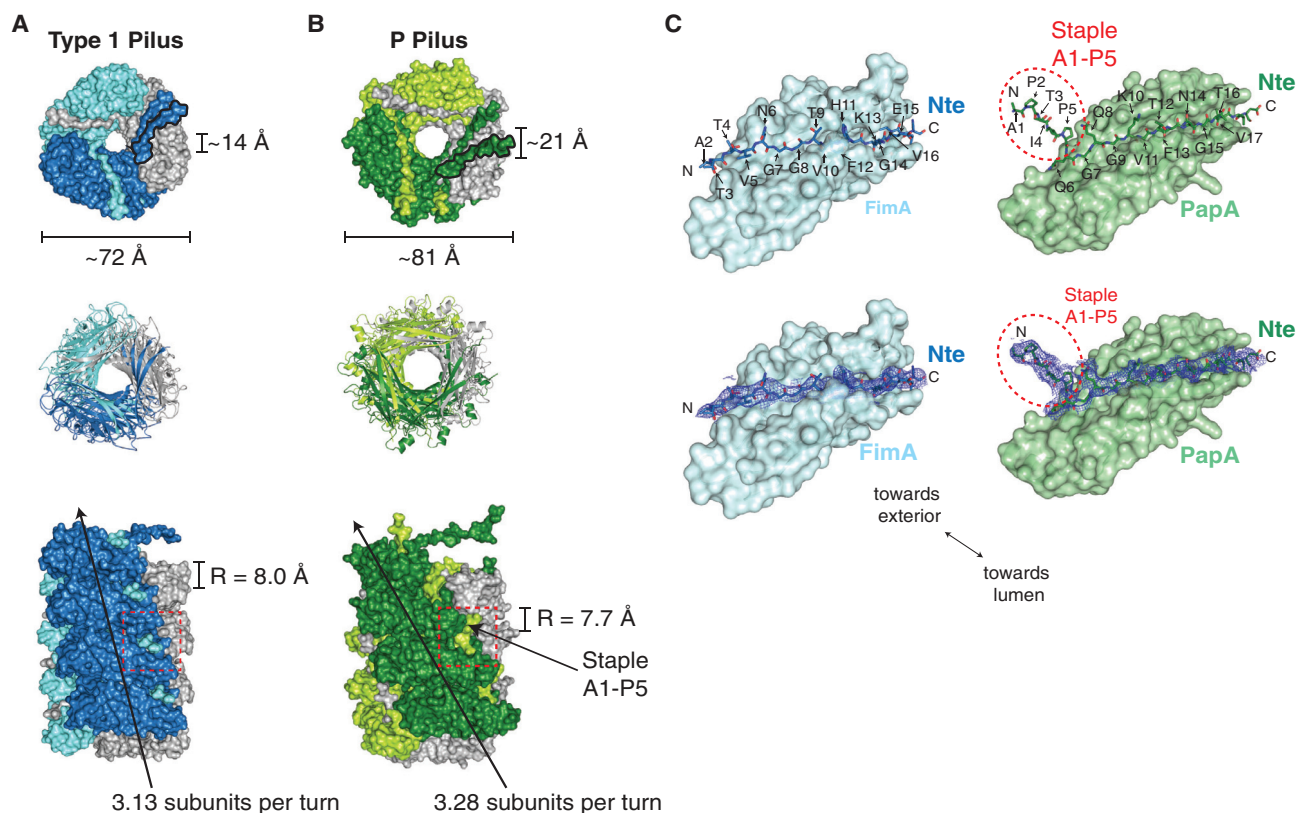 A
Type 1 Pilus
~14 Å
~72 Å
R = 8.0 Å
3.13 subunits per turn
B
P Pilus
~21 Å
~81 Å
R = 7.7 Å
Staple
A1-P5
3.28 subunits per turn
C
Nte
N6
T9
H11
E15
T4
K13
C
A2
N
T3
V5
G7
G8
V10
F12
G14
V16
FimA
Staple
A1-P5
Nte
N
P2
T3
P5
A1
I4
Q8
K10
T12
N14
T16
C
V17
G15
F13
V11
G9
G7
Q6
PapA
Nte
C
N
FimA
Staple
A1-P5
N
Nte
C
PapA
towards
exterior
towards
lumen